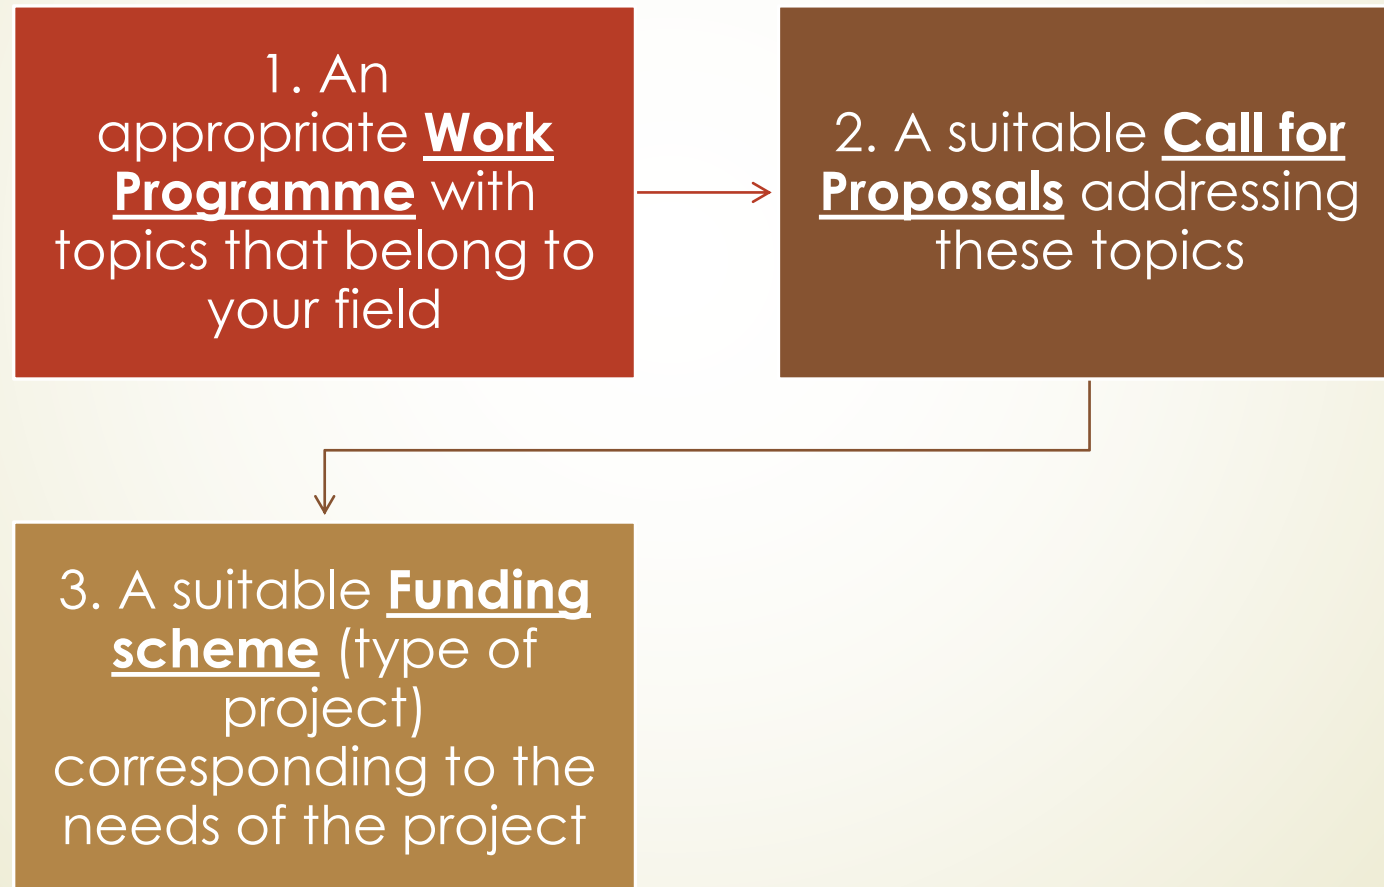 1. An
appropriate Work
Programme with
topics that belong to
your field
2. A suitable Call for
Proposals addressing
these topics
3. A suitable Funding
scheme (type of
project)
corresponding to the
needs of the project